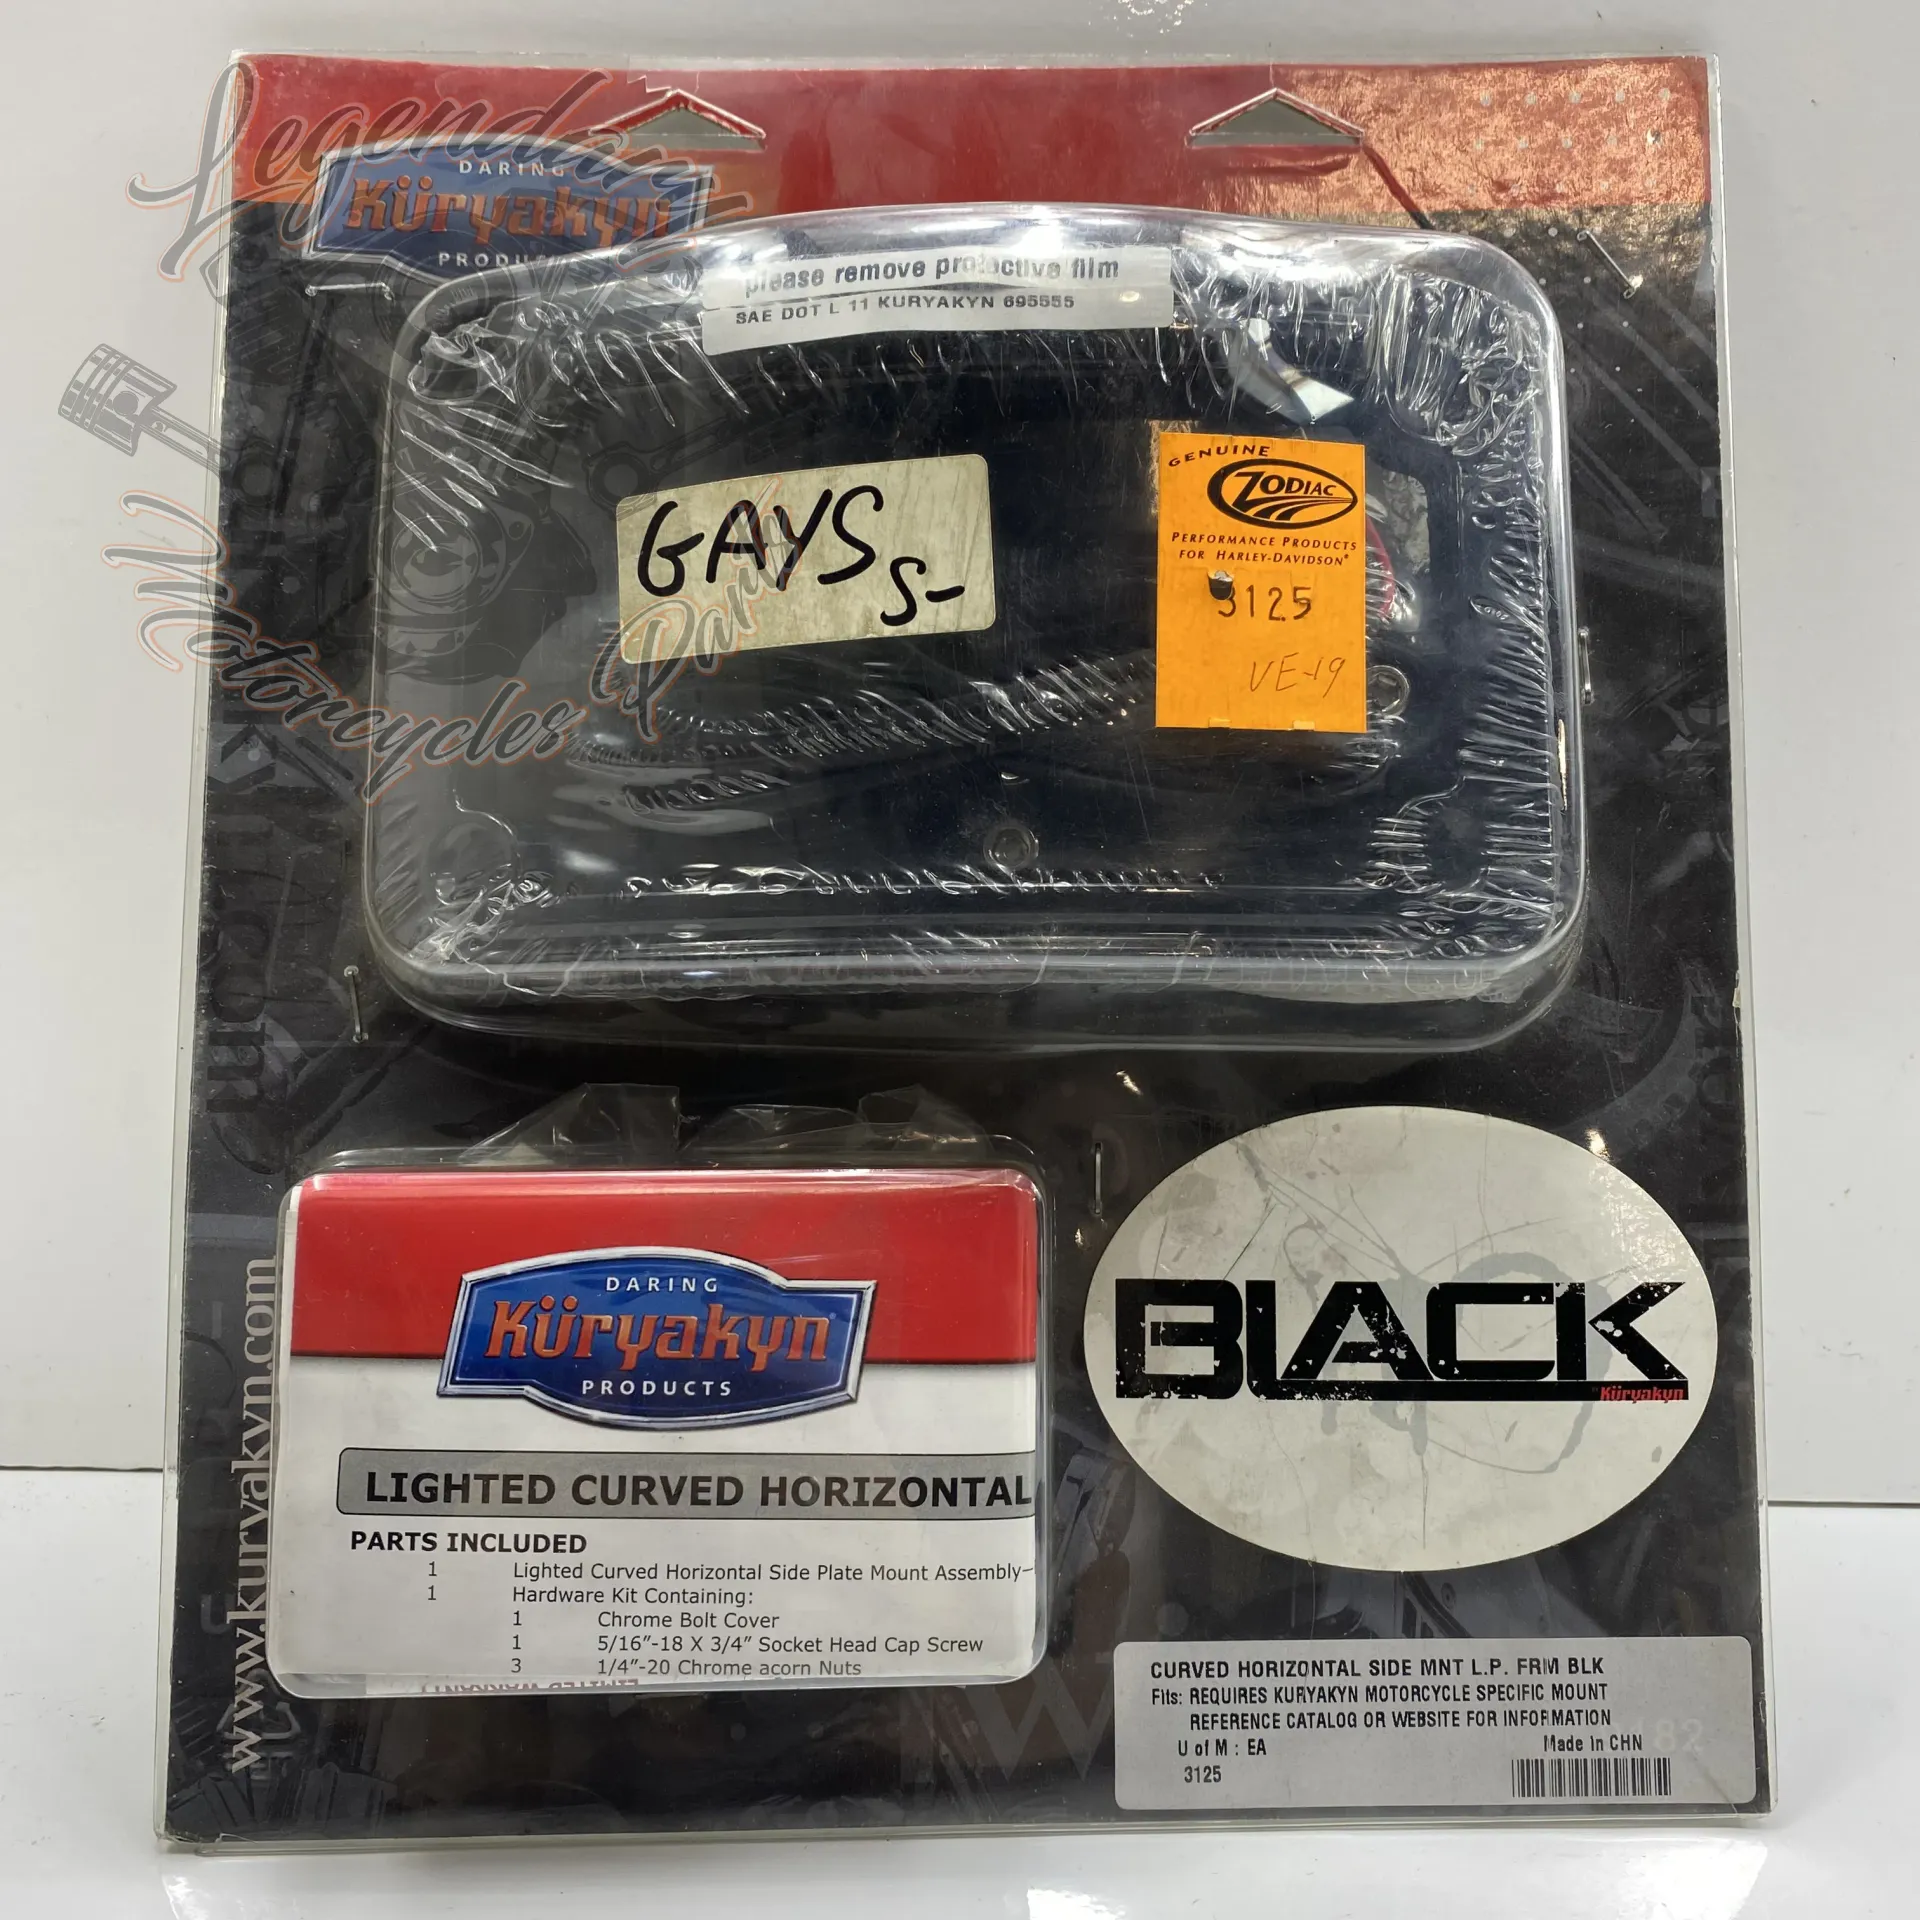 Legendary
Motorcycles Parts
DARING
Küryakyn
please remove protective film
SAE DOT L 11 KURYAKYN 695555
GAYS
S-
GENUINE
ZODIAC
PERFORMANCE PRODUCTS
FOR HARLEY-DAVIDSON®
3125
VE-19
www.kuryakyn.com
DARING
Küryakyn
PRODUCTS
LIGHTED CURVED HORIZONTAL
PARTS INCLUDED
1 Lighted Curved Horizontal Side Plate Mount Assembly-
1 Hardware Kit Containing:
1 Chrome Bolt Cover
1 5/16"-18 X 3/4" Socket Head Cap Screw
3 1/4"-20 Chrome acorn Nuts
BLACK
Küryakyn
CURVED HORIZONTAL SIDE MNT L.P. FRM BLK
Fits: REQUIRES KURYAKYN MOTORCYCLE SPECIFIC MOUNT
REFERENCE CATALOG OR WEBSITE FOR INFORMATION
U of M : EA Made In CHN
3125